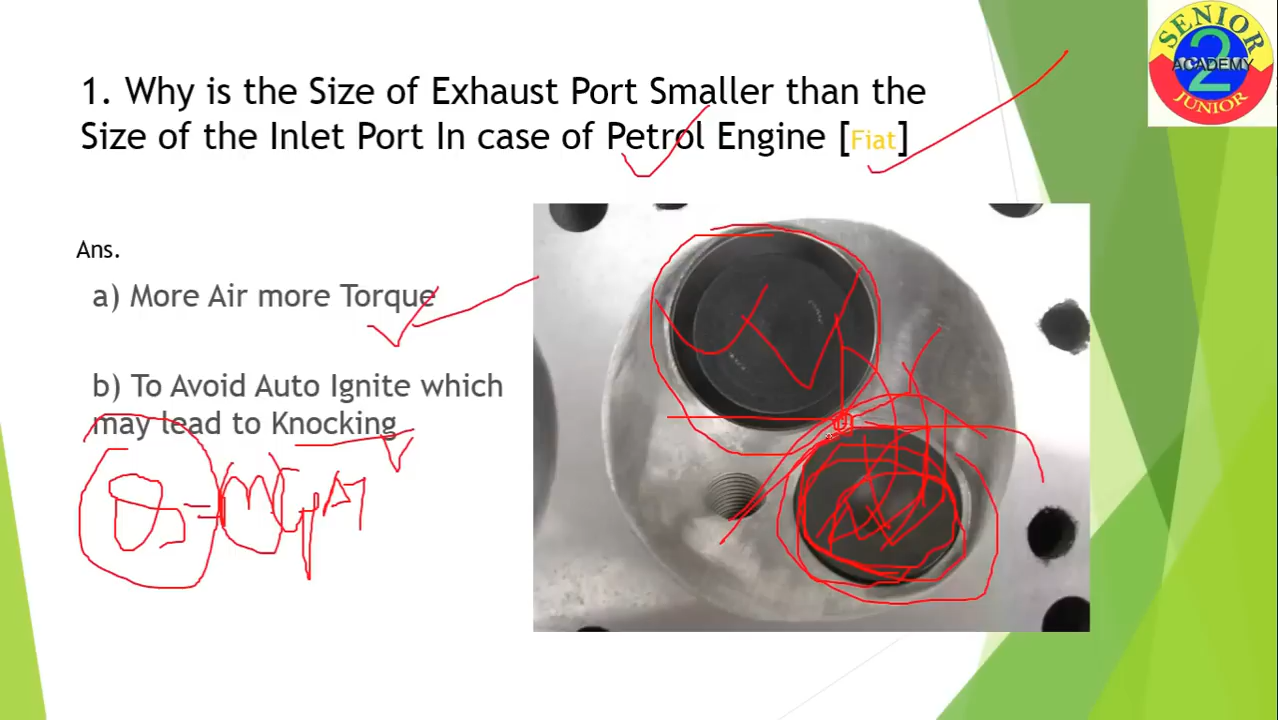 SENIOR
2
ACADEMY
JUNIOR
1. Why is the Size of Exhaust Port Smaller than the
Size of the Inlet Port In case of Petrol Engine [Fiat]
Ans.
a) More Air more Torque
b) To Avoid Auto Ignite which
may lead to Knocking